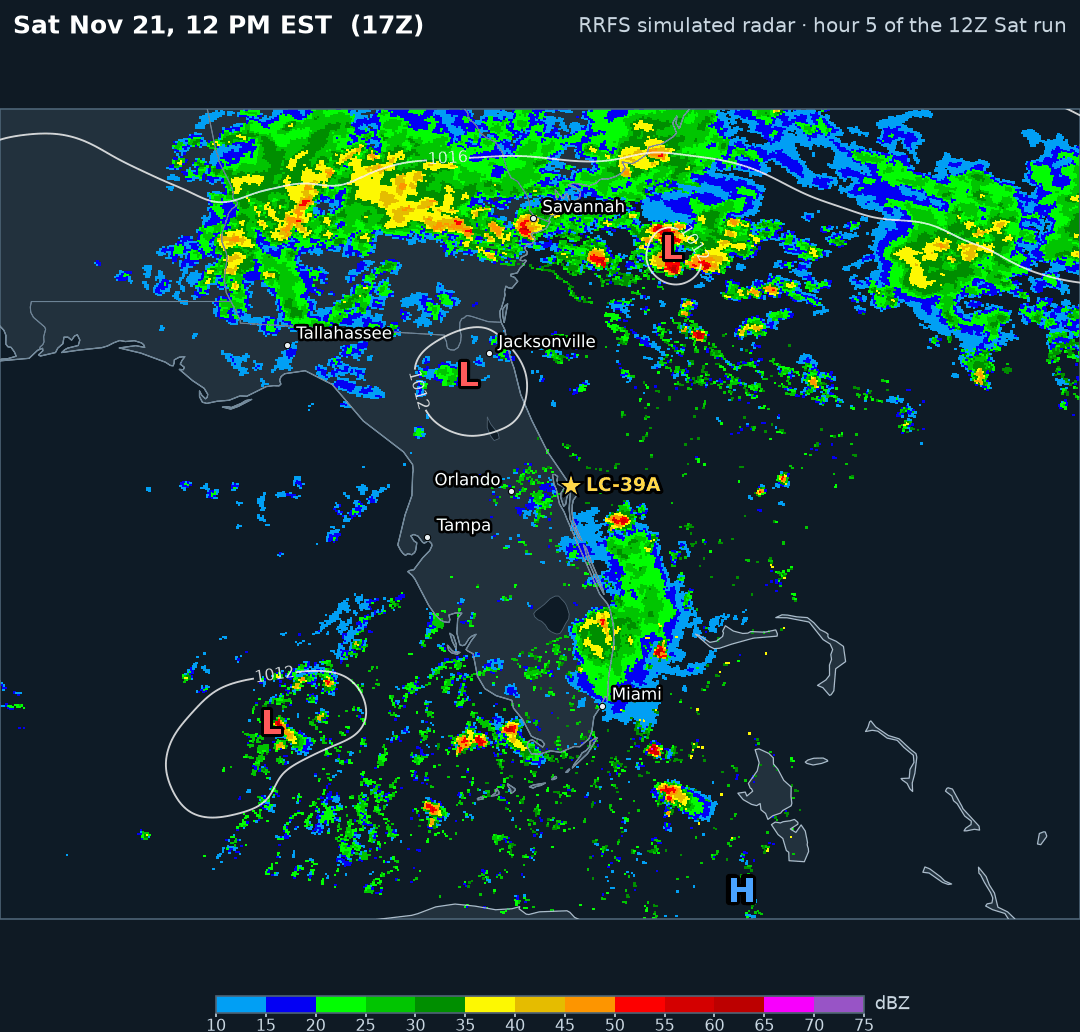 Sat Nov 21, 12 PM EST (17Z)
RRFS simulated radar · hour 5 of the 12Z Sat run
1016
Savannah
L
Tallahassee
Jacksonville
L
1012
Orlando
LC-39A
Tampa
1012
Miami
L
H
dBZ
10 15 20 25 30 35 40 45 50 55 60 65 70 75